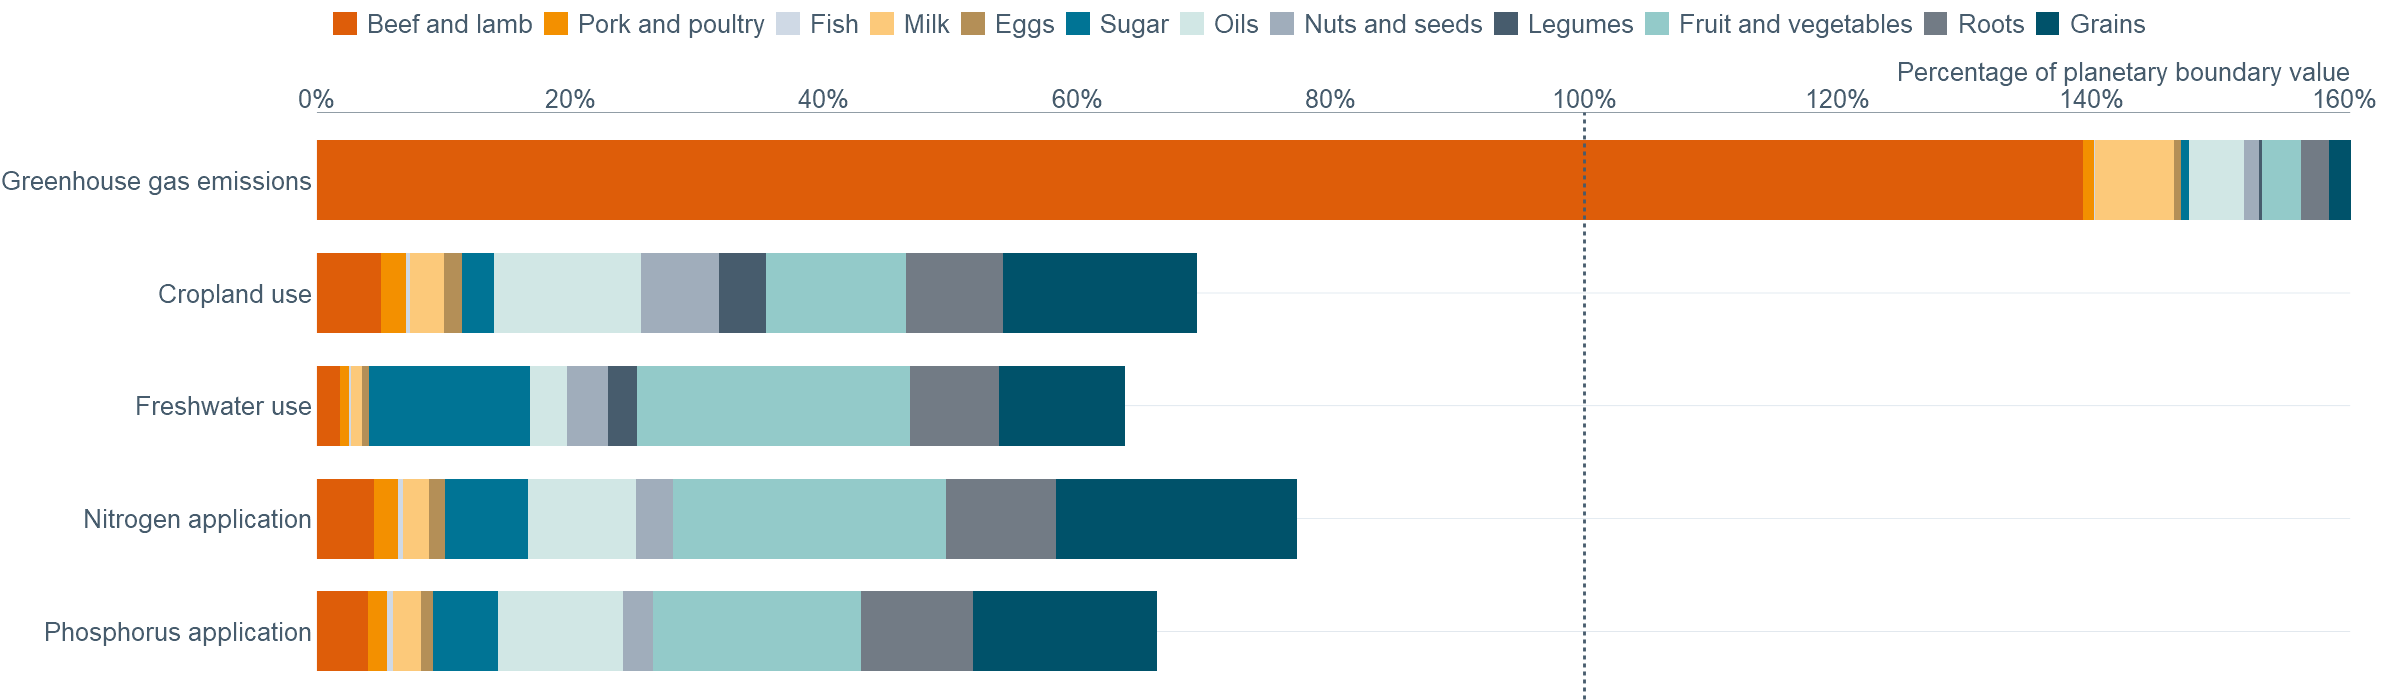 Beef and lamb Pork and poultry Fish Milk Eggs Sugar Oils Nuts and seeds Legumes Fruit and vegetables Roots Grains
Percentage of planetary boundary value
0% 20% 40% 60% 80% 100% 120% 140% 160%
Greenhouse gas emissions
Cropland use
Freshwater use
Nitrogen application
Phosphorus application